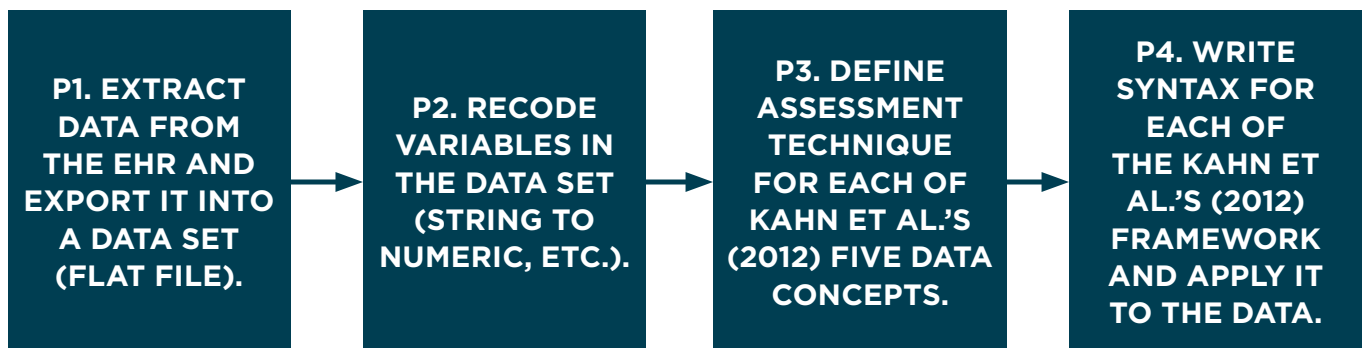 P1. EXTRACT
DATA FROM
THE EHR AND
EXPORT IT INTO
A DATA SET
(FLAT FILE).
P2. RECODE
VARIABLES IN
THE DATA SET
(STRING TO
NUMERIC, ETC.).
P3. DEFINE
ASSESSMENT
TECHNIQUE
FOR EACH OF
KAHN ET AL.’S
(2012) FIVE DATA
CONCEPTS.
P4. WRITE
SYNTAX FOR
EACH OF
THE KAHN ET
AL.’S (2012)
FRAMEWORK
AND APPLY IT
TO THE DATA.